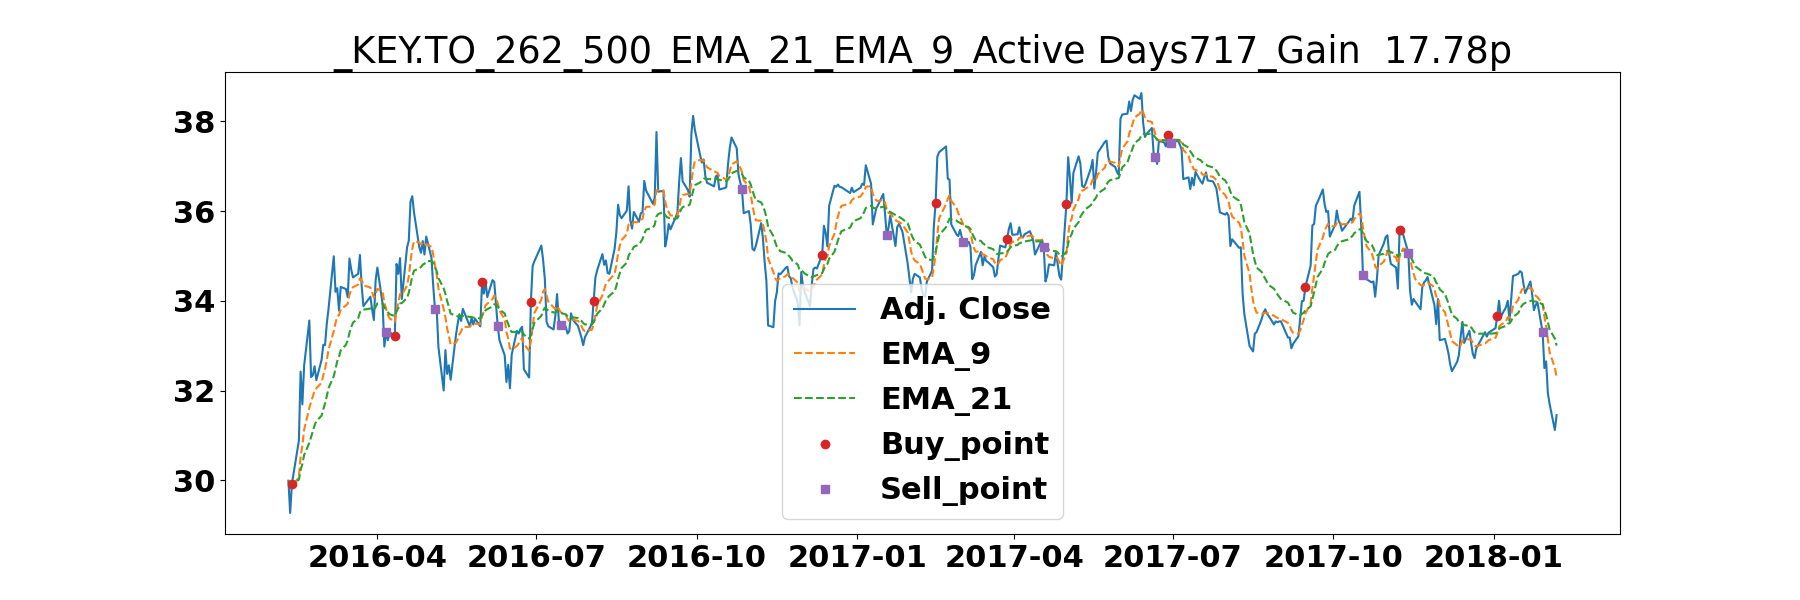 _KEY.TO_262_500_EMA_21_EMA_9_Active Days717_Gain  17.78p
38
36
34
32
30
Adj. Close
EMA_9
EMA_21
Buy_point
Sell_point
2016-04 2016-07 2016-10 2017-01 2017-04 2017-07 2017-10 2018-01